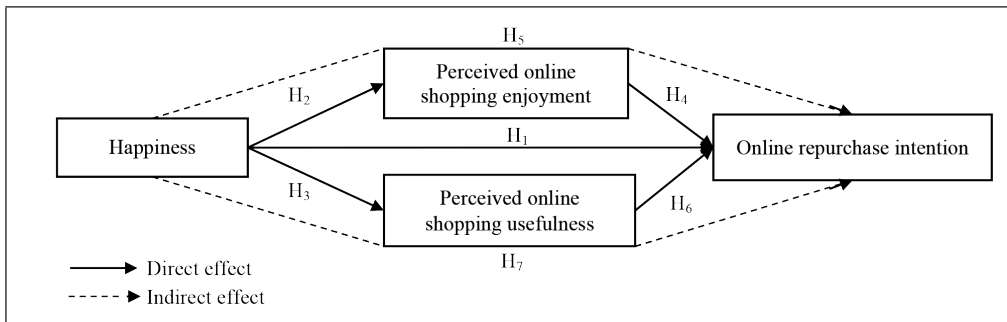 H₅
Perceived online
shopping enjoyment
H₂
H₄
H₁
Happiness
Online repurchase intention
H₃
Perceived online
shopping usefulness
H₆
H₇
Direct effect
Indirect effect